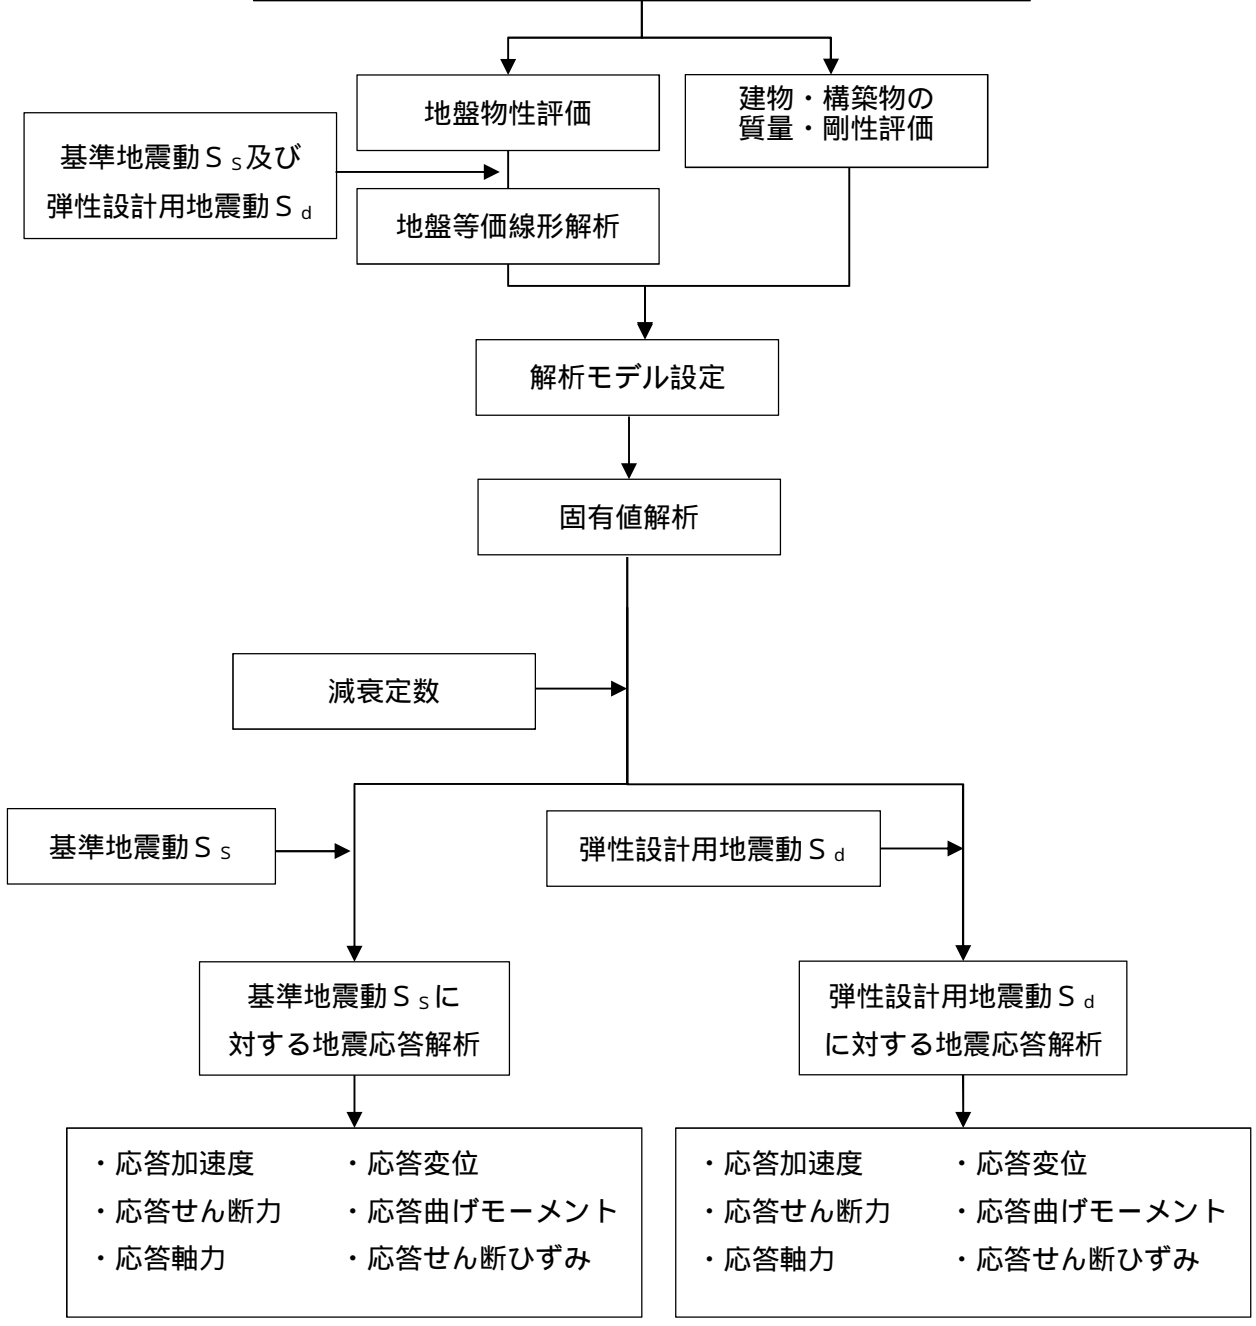 地盤物性評価
建物・構築物の
質量・剛性評価
基準地震動Ｓs及び
弾性設計用地震動Ｓd
地盤等価線形解析
解析モデル設定
固有値解析
減衰定数
基準地震動Ｓs
弾性設計用地震動Ｓd
基準地震動Ｓsに
対する地震応答解析
弾性設計用地震動Ｓd
に対する地震応答解析
・応答加速度　・応答変位
・応答せん断力　・応答曲げモーメント
・応答軸力　・応答せん断ひずみ
・応答加速度　・応答変位
・応答せん断力　・応答曲げモーメント
・応答軸力　・応答せん断ひずみ